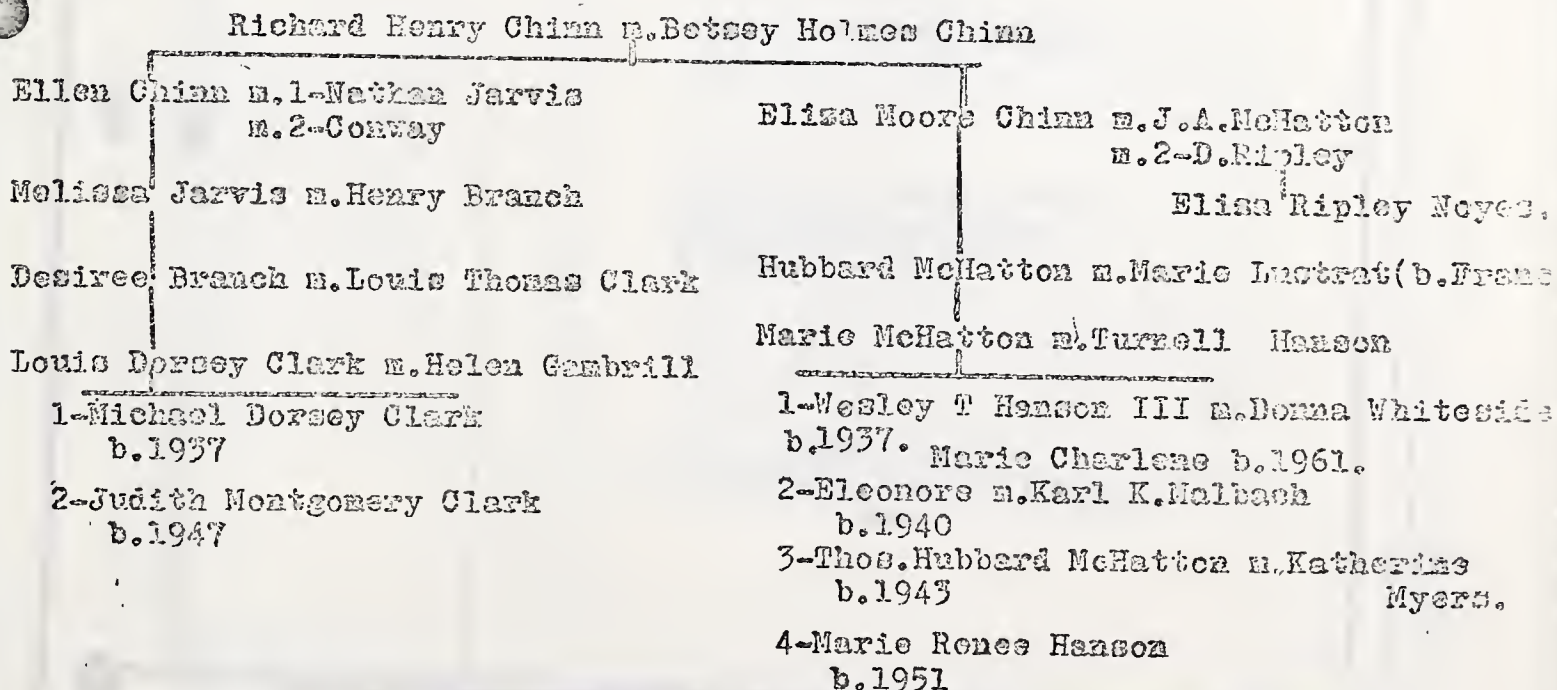 Richard Henry Chinn m.Betsey Holmes Chinn
Ellen Chinn m.1-Nathan Jarvis
m.2-Conway
Melissa Jarvis m.Henry Branch
Desiree Branch m.Louis Thomas Clark
Louis Dorsey Clark m.Helen Gambrill
1-Michael Dorsey Clark
b.1937
2-Judith Montgomery Clark
b.1947
Eliza Moore Chinn m.J.A.McHatton
m.2-D.Ripley
Eliza Ripley Noyes.
Hubbard McHatton m.Marie Lustrat(b.Franc
Marie McHatton m.Turnell Hanson
1-Wesley T Hanson III m.Donna Whiteside
b.1937.
Marie Charlene b.1961.
2-Eleonore m.Karl K.Malbach
b.1940
3-Thos.Hubbard McHatton m.Katherine
b.1943 Myers.
4-Marie Renee Hanson
b.1951